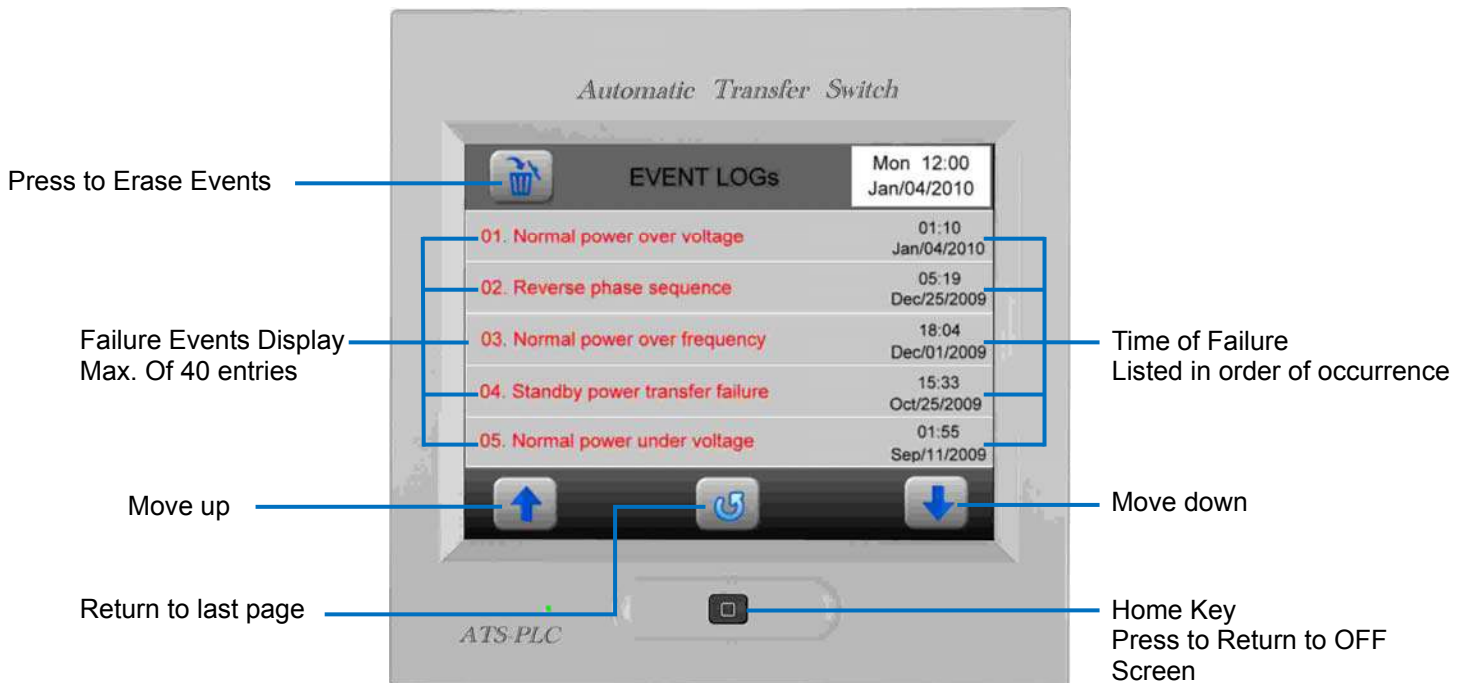 Automatic Transfer Switch
Press to Erase Events
EVENT LOGs
Mon 12:00
Jan/04/2010
01. Normal power over voltage
01:10
Jan/04/2010
02. Reverse phase sequence
05:19
Dec/25/2009
Failure Events Display
Max. Of 40 entries
03. Normal power over frequency
18:04
Dec/01/2009
Time of Failure
Listed in order of occurrence
04. Standby power transfer failure
15:33
Oct/25/2009
05. Normal power under voltage
01:55
Sep/11/2009
Move up
Move down
Return to last page
Home Key
Press to Return to OFF
Screen
ATS-PLC